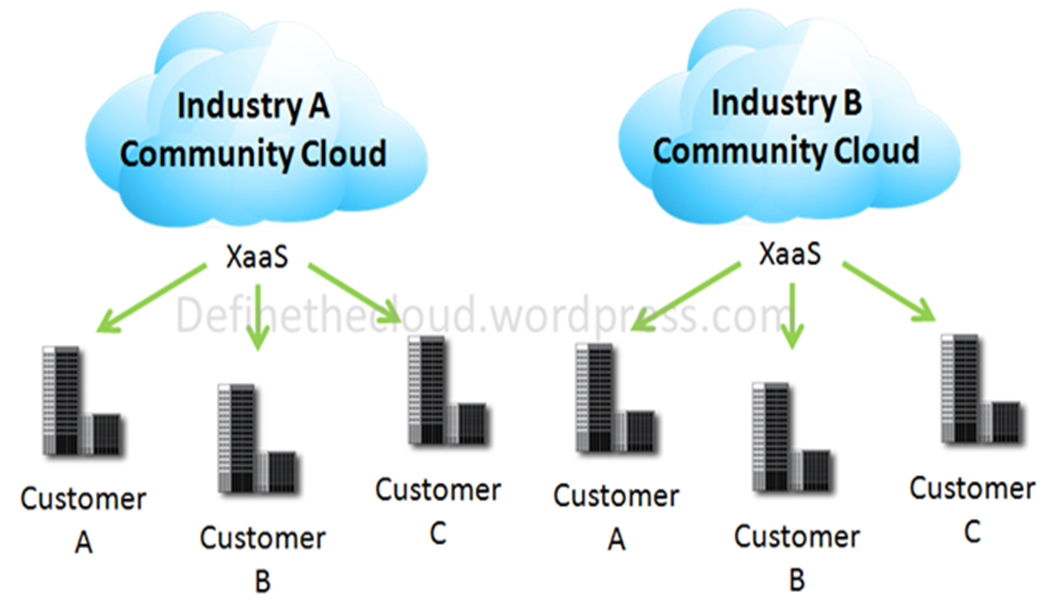 Industry A
Community Cloud
XaaS
Industry B
Community Cloud
XaaS
Definethecloud.wordpress.com
Customer
A
Customer
B
Customer
C
Customer
A
Customer
B
Customer
C